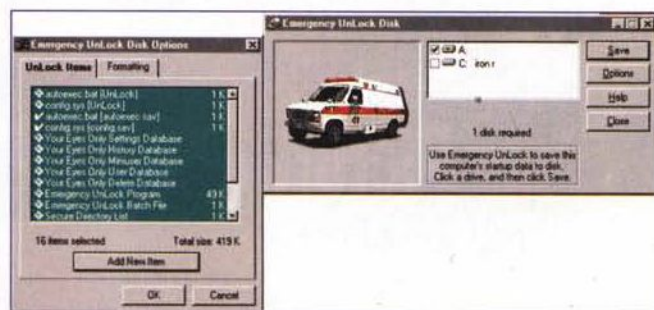 Emergency UnLock Disk Options
UnLock Items Formatting
autoexec.bat [UnLock] 1 K
config.sys [UnLock] 1 K
autoexec.bat [autoexec.sav] 1 K
config.sys [config.sav] 1 K
Your Eyes Only Settings Database
Your Eyes Only History Database
Your Eyes Only Miniuser Database
Your Eyes Only User Database
Your Eyes Only Delem Database
Emergency UnLock Program 49 K
Emergency UnLock Batch File 1 K
Secure Directory List 1 K
16 items selected Total size: 419 K
Add New Item
OK Cancel
Emergency UnLock Disk
A:
C:
1 disk required
Use Emergency UnLock to save this
computer's startup data to disk.
Click a drive, and then click Save.
Save
Options
Help
Close